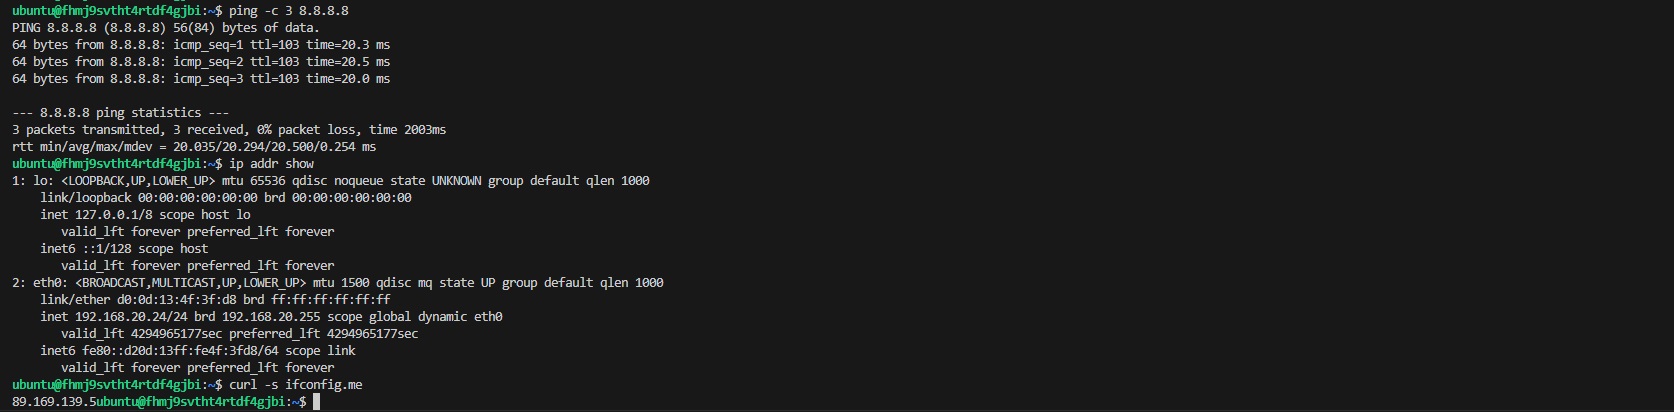 ubuntu@fhmj9svtht4rtdf4gjbi:~$ ping -c 3 8.8.8.8
PING 8.8.8.8 (8.8.8.8) 56(84) bytes of data.
64 bytes from 8.8.8.8: icmp_seq=1 ttl=103 time=20.3 ms
64 bytes from 8.8.8.8: icmp_seq=2 ttl=103 time=20.5 ms
64 bytes from 8.8.8.8: icmp_seq=3 ttl=103 time=20.0 ms
--- 8.8.8.8 ping statistics ---
3 packets transmitted, 3 received, 0% packet loss, time 2003ms
rtt min/avg/max/mdev = 20.035/20.294/20.500/0.254 ms
ubuntu@fhmj9svtht4rtdf4gjbi:~$ ip addr show
1: lo: <LOOPBACK,UP,LOWER_UP> mtu 65536 qdisc noqueue state UNKNOWN group default qlen 1000
    link/loopback 00:00:00:00:00:00 brd 00:00:00:00:00:00
    inet 127.0.0.1/8 scope host lo
       valid_lft forever preferred_lft forever
    inet6 ::1/128 scope host
       valid_lft forever preferred_lft forever
2: eth0: <BROADCAST,MULTICAST,UP,LOWER_UP> mtu 1500 qdisc mq state UP group default qlen 1000
    link/ether d0:0d:13:4f:3f:d8 brd ff:ff:ff:ff:ff:ff
    inet 192.168.20.24/24 brd 192.168.20.255 scope global dynamic eth0
       valid_lft 4294965177sec preferred_lft 4294965177sec
    inet6 fe80::d20d:13ff:fe4f:3fd8/64 scope link
       valid_lft forever preferred_lft forever
ubuntu@fhmj9svtht4rtdf4gjbi:~$ curl -s ifconfig.me
89.169.139.5ubuntu@fhmj9svtht4rtdf4gjbi:~$